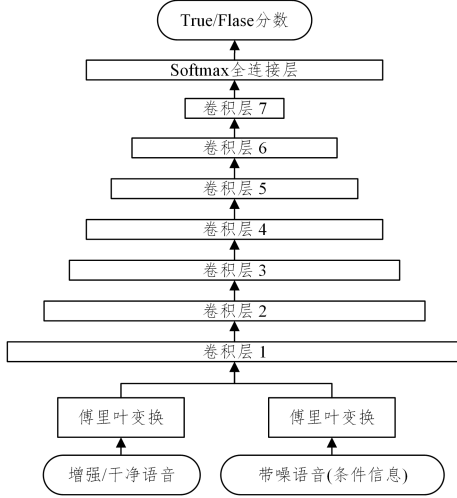 True/Flase分数
Softmax全连接层
卷积层 7
卷积层 6
卷积层 5
卷积层 4
卷积层 3
卷积层 2
卷积层 1
傅里叶变换
傅里叶变换
增强/干净语音
带噪语音(条件信息)